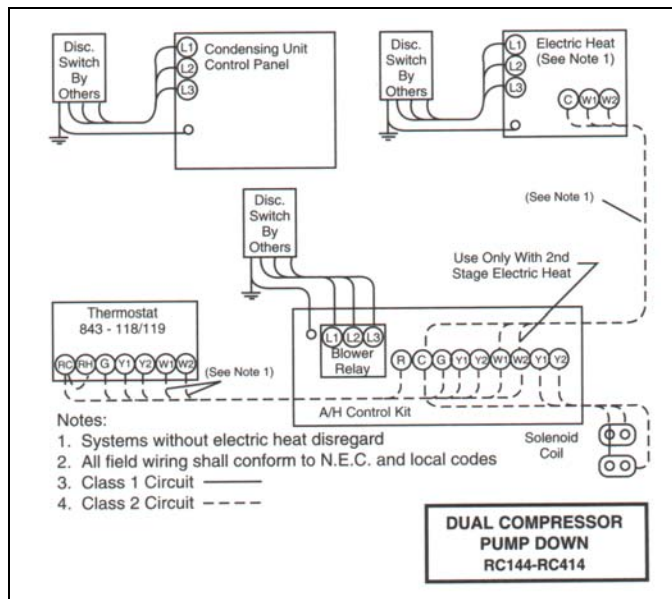 Disc.
Switch
By
Others
L1
L2
L3
Condensing Unit
Control Panel
Disc.
Switch
By
Others
L1
L2
L3
Electric Heat
(See Note 1)
C W1 W2
(See Note 1)
Disc.
Switch
By
Others
Use Only With 2nd
Stage Electric Heat
Thermostat
843 - 118/119
RC RH G Y1 Y2 W1 W2
(See Note 1)
L1 L2 L3
Blower
Relay
R C G Y1 Y2 W1 W2 Y1 Y2
A/H Control Kit
Solenoid
Coil
Notes:
1. Systems without electric heat disregard
2. All field wiring shall conform to N.E.C. and local codes
3. Class 1 Circuit
4. Class 2 Circuit
DUAL COMPRESSOR
PUMP DOWN
RC144-RC414